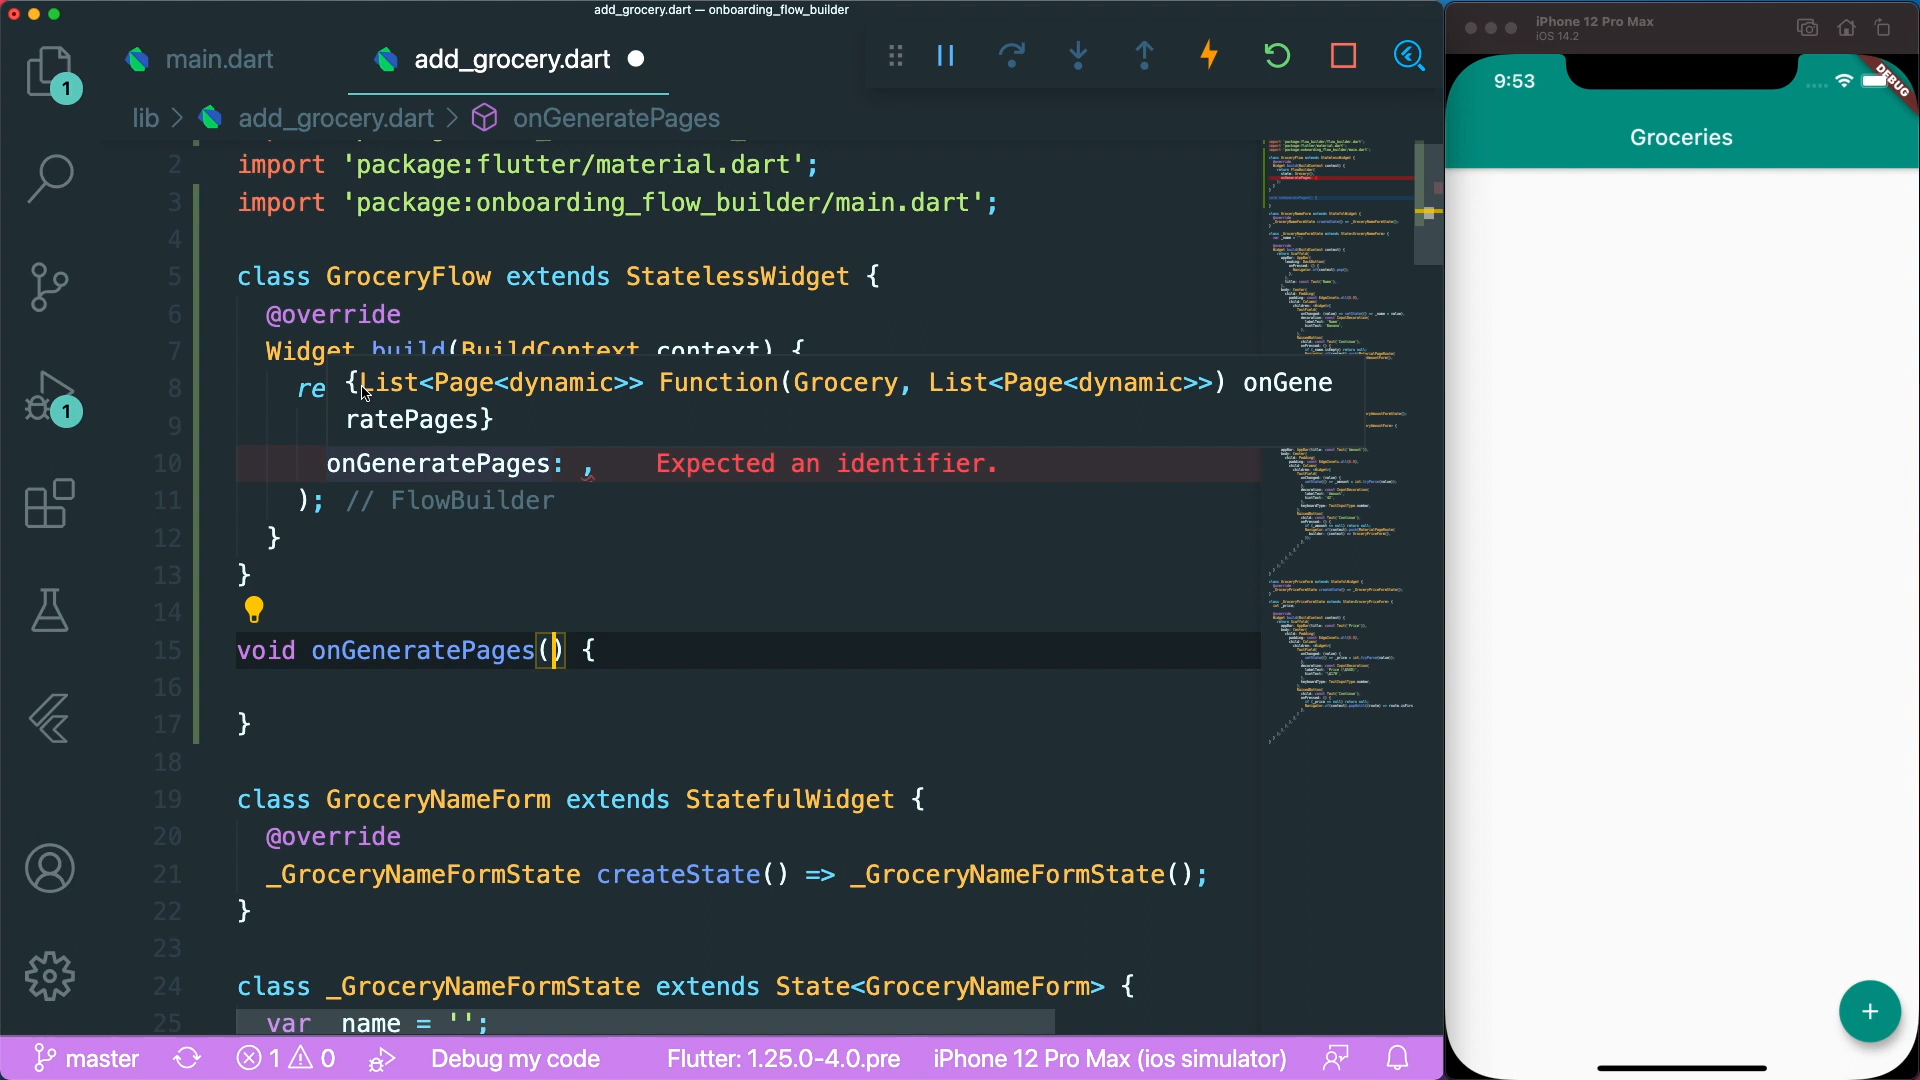 add_grocery.dart — onboarding_flow_builder
main.dart
add_grocery.dart
lib > add_grocery.dart > onGeneratePages
2 import 'package:flutter/material.dart';
3 import 'package:onboarding_flow_builder/main.dart';
4
5 class GroceryFlow extends StatelessWidget {
6 @override
7 Widget build(BuildContext context) {
8 re
{List<Page<dynamic>> Function(Grocery, List<Page<dynamic>>) onGene
ratePages}
9
10 onGeneratePages: , Expected an identifier.
11 ); // FlowBuilder
12 }
13 }
14
15 void onGeneratePages() {
16
17 }
18
19 class GroceryNameForm extends StatefulWidget {
20 @override
21 _GroceryNameFormState createState() => _GroceryNameFormState();
22 }
23
24 class _GroceryNameFormState extends State<GroceryNameForm> {
25 var _name = '';
1
1
master
1 0
Debug my code
Flutter: 1.25.0-4.0.pre
iPhone 12 Pro Max (ios simulator)
iPhone 12 Pro Max
iOS 14.2
9:53
DEBUG
Groceries
+